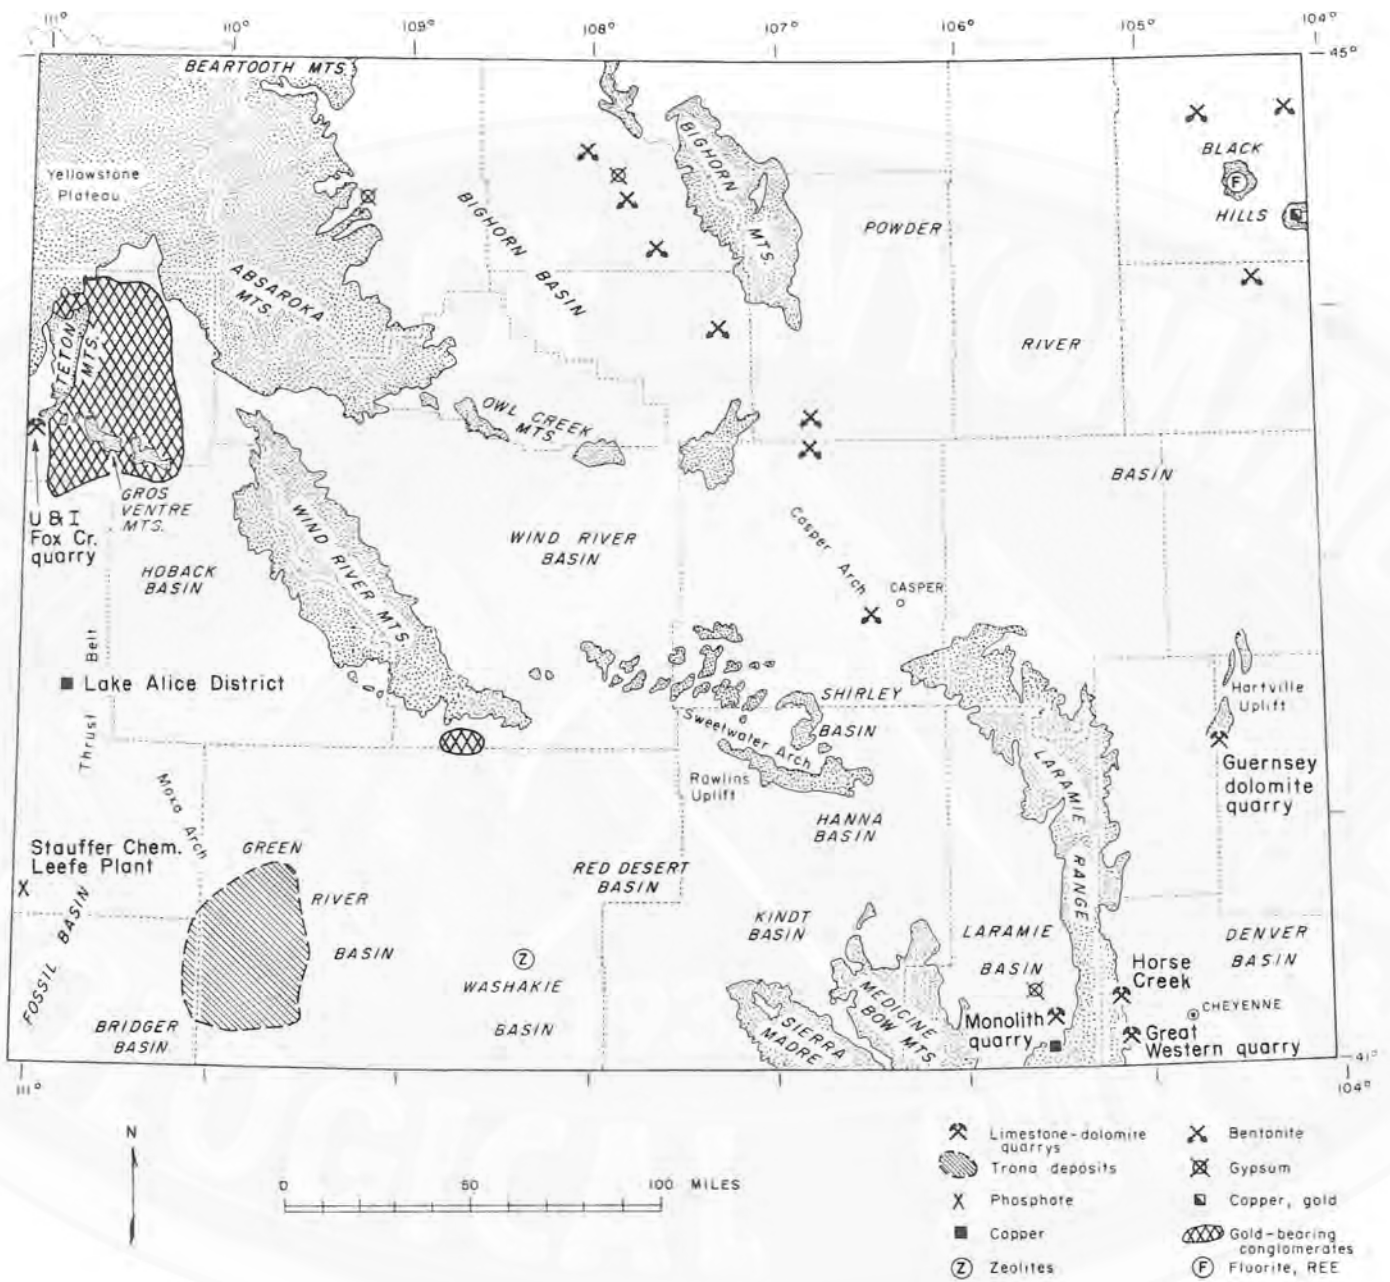 111°
110°
109°
108°
107°
106°
105°
104°
45°
BEARTOOTH MTS.
Yellowstone
Plateau
BIGHORN
MTS.
BLACK
F
HILLS
BIGHORN
BASIN
POWDER
ABSAROKA
MTS.
TETON
MTS.
RIVER
OWL CREEK
MTS.
BASIN
GROS
VENTRE
MTS.
U & I
Fox Cr.
quarry
WIND RIVER MTS.
WIND RIVER
BASIN
Casper Arch
CASPER
HOBACK
BASIN
Thrust Belt
Lake Alice District
SHIRLEY
BASIN
Sweetwater Arch
Hartville
Uplift
Rawlins
Uplift
LARAMIE RANGE
Guernsey
dolomite
quarry
Moxa Arch
HANNA
BASIN
Stauffer Chem.
Leefe Plant
GREEN
RIVER
BASIN
RED DESERT
BASIN
FOSSIL BASIN
KINDT
BASIN
LARAMIE
BASIN
DENVER
BASIN
Z
WASHAKIE
BASIN
Horse
Creek
CHEYENNE
BRIDGER
BASIN
SIERRA
MADRE
MEDICINE
BOW MTS.
Monolith
quarry
Great
Western quarry
41°
111°
104°
N
0 50 100 MILES
Limestone-dolomite
quarrys
Trona deposits
Phosphate
Copper
Z Zeolites
Bentonite
Gypsum
Copper, gold
Gold-bearing
conglomerates
F Fluorite, REE